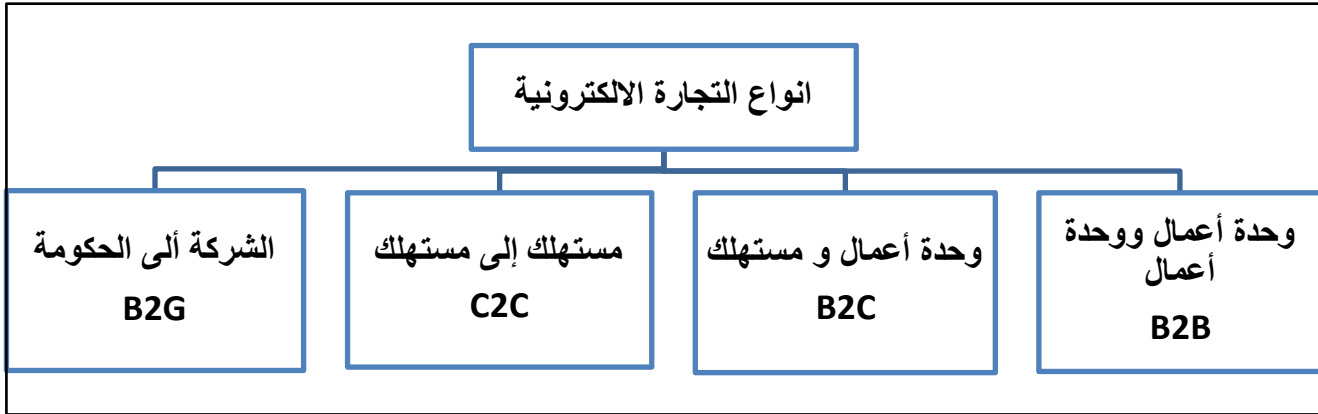 انواع التجارة الالكترونية
وحدة أعمال ووحدة
أعمال
B2B
وحدة أعمال و مستهلك
B2C
مستهلك إلى مستهلك
C2C
الشركة ألى الحكومة
B2G